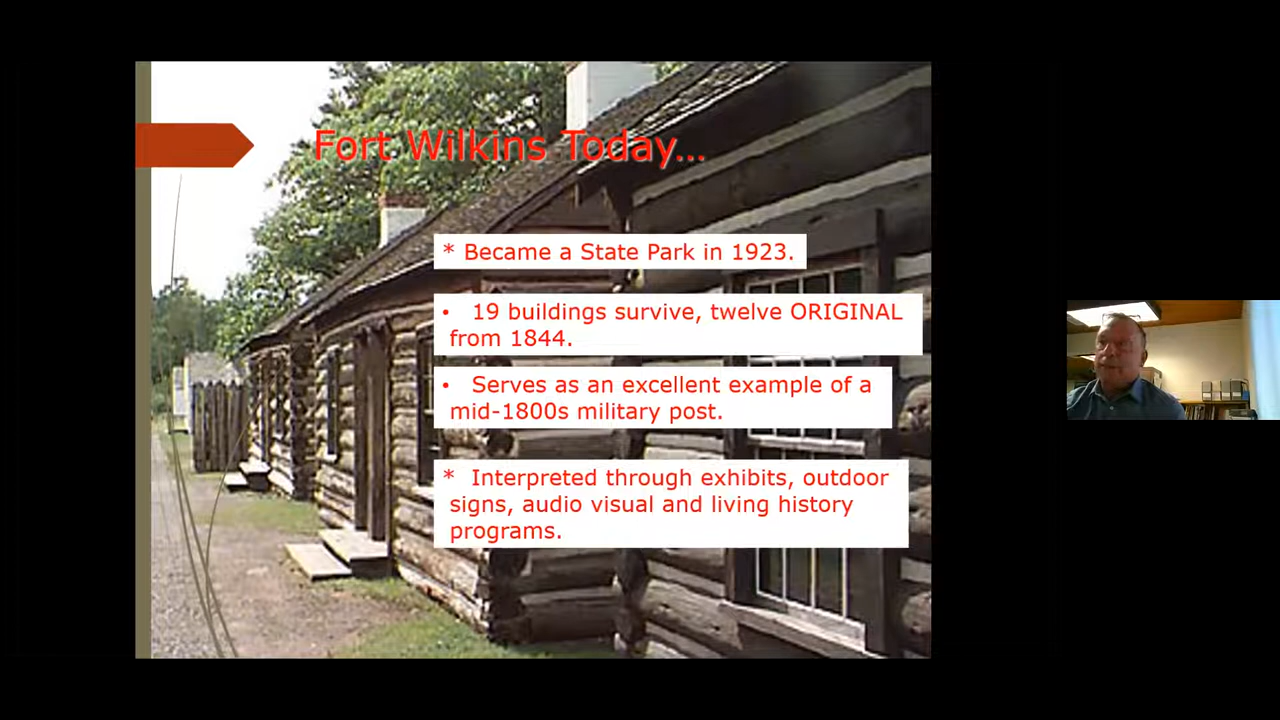 Fort Wilkins Today...
* Became a State Park in 1923.
• 19 buildings survive, twelve ORIGINAL
from 1844.
• Serves as an excellent example of a
mid-1800s military post.
* Interpreted through exhibits, outdoor
signs, audio visual and living history
programs.